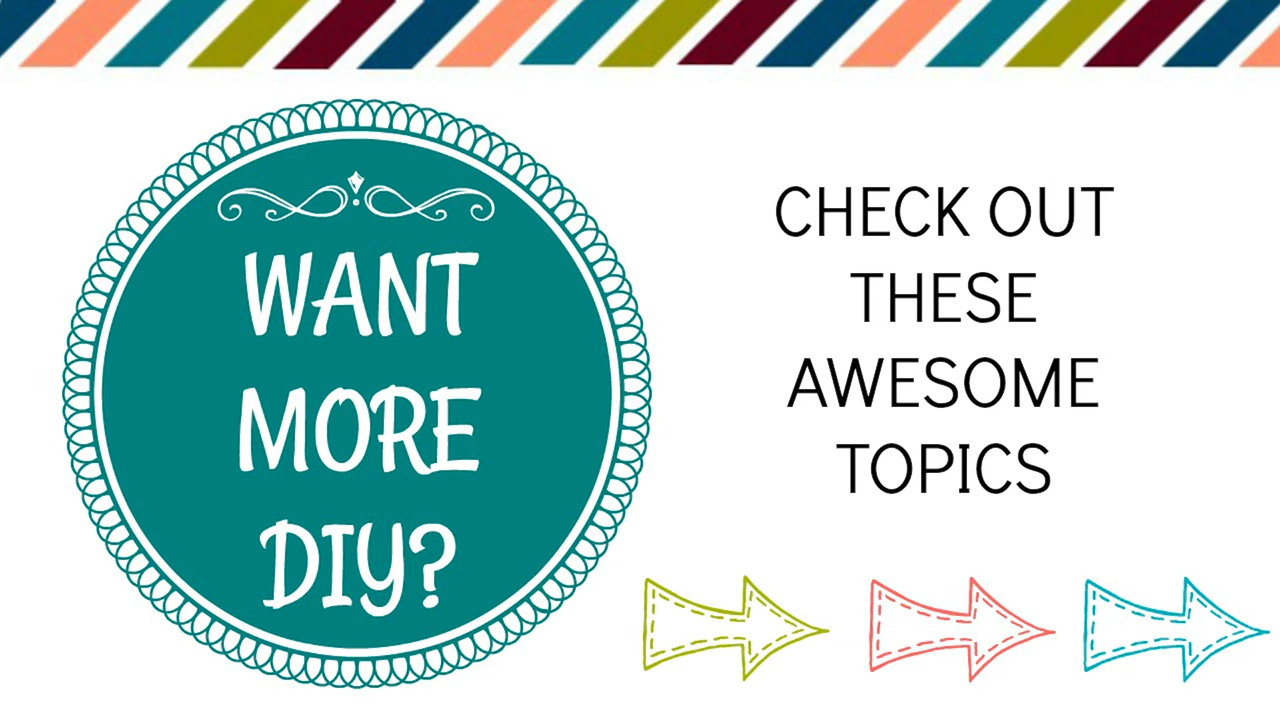 WANT
MORE
DIY?
CHECK OUT
THESE
AWESOME
TOPICS